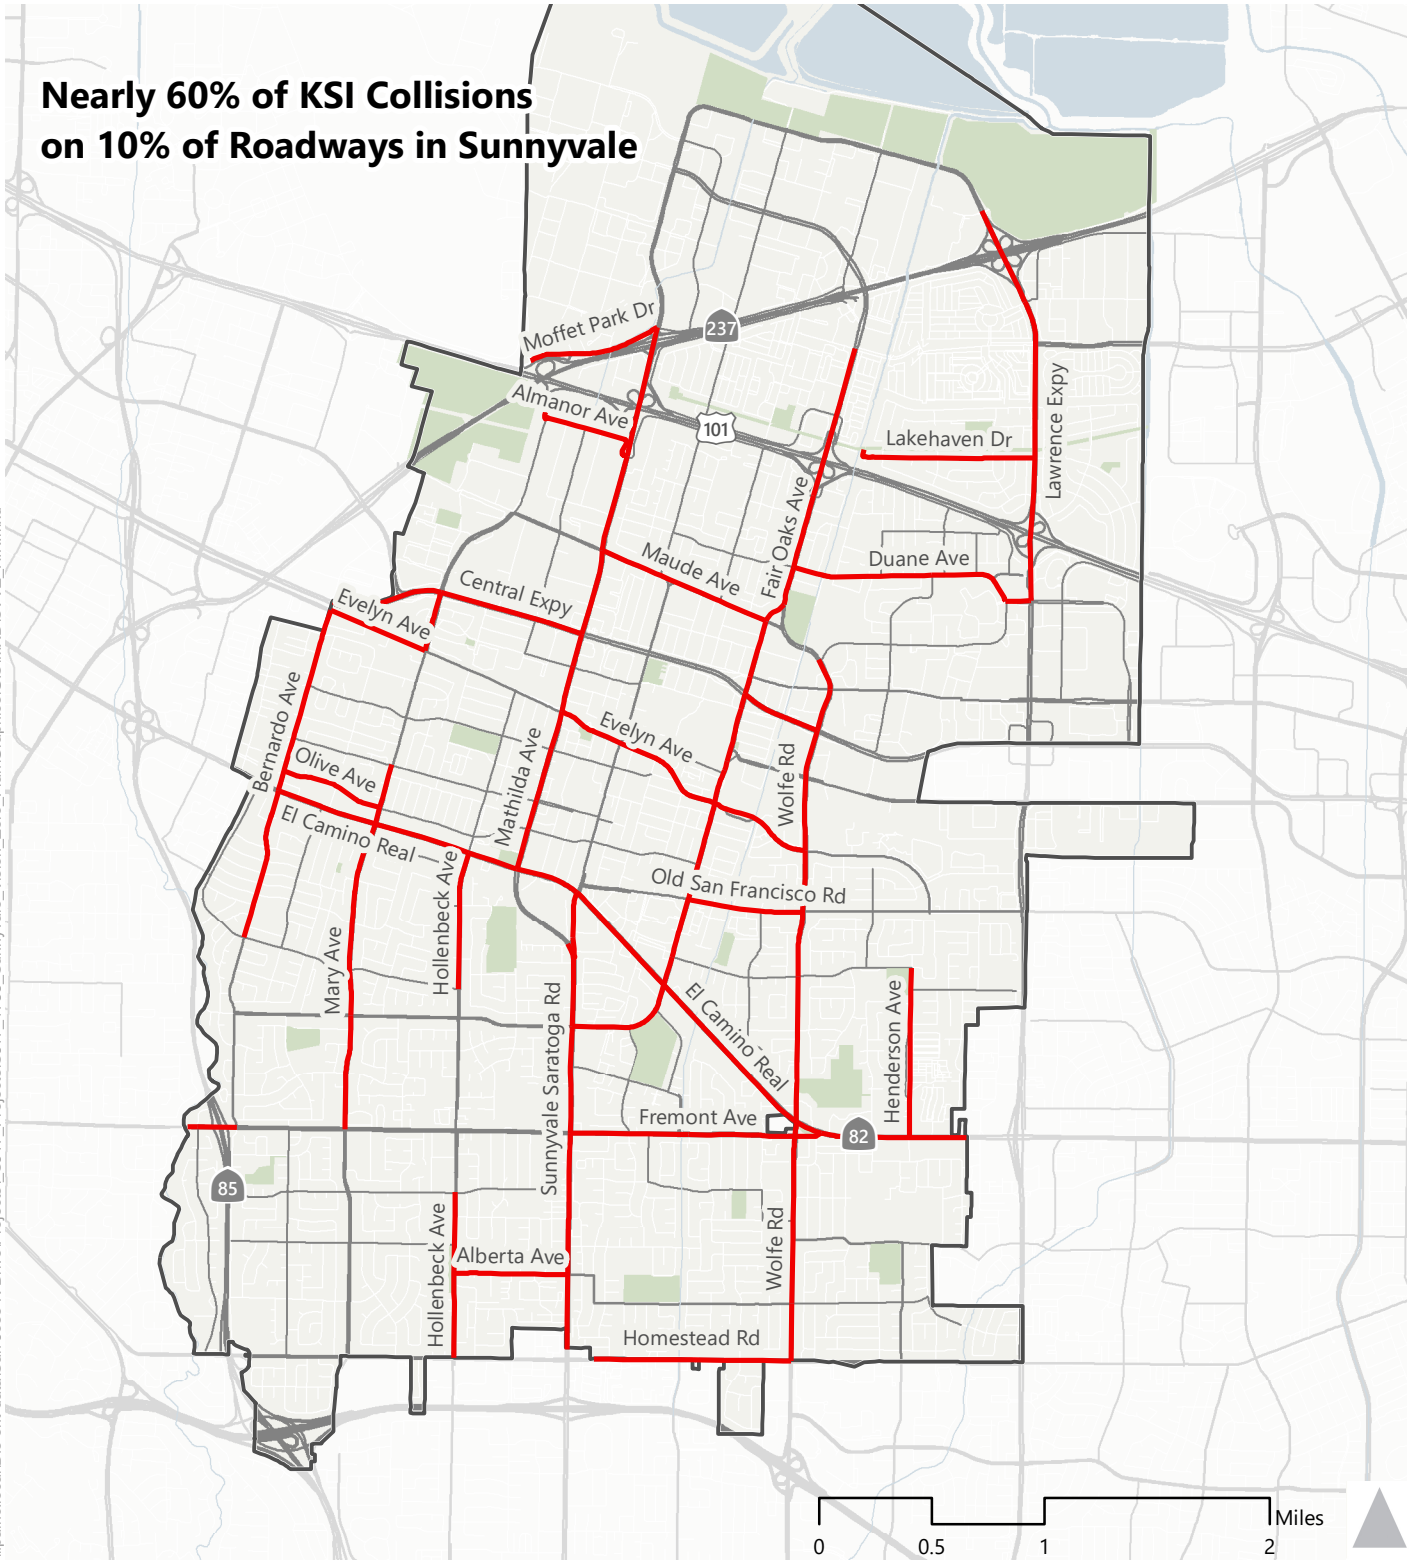 Nearly 60% of KSI Collisions
on 10% of Roadways in Sunnyvale
Moffet Park Dr
237
Almanor Ave
101
Lakehaven Dr
Lawrence Expy
Fair Oaks Ave
Maude Ave
Duane Ave
Central Expy
Evelyn Ave
Bernardo Ave
Evelyn Ave
Olive Ave
Mathilda Ave
Wolfe Rd
El Camino Real
Hollenbeck Ave
Old San Francisco Rd
Mary Ave
Sunnyvale Saratoga Rd
El Camino Real
Henderson Ave
Fremont Ave
82
85
Hollenbeck Ave
Alberta Ave
Wolfe Rd
Homestead Rd
Miles
0 0.5 1 2